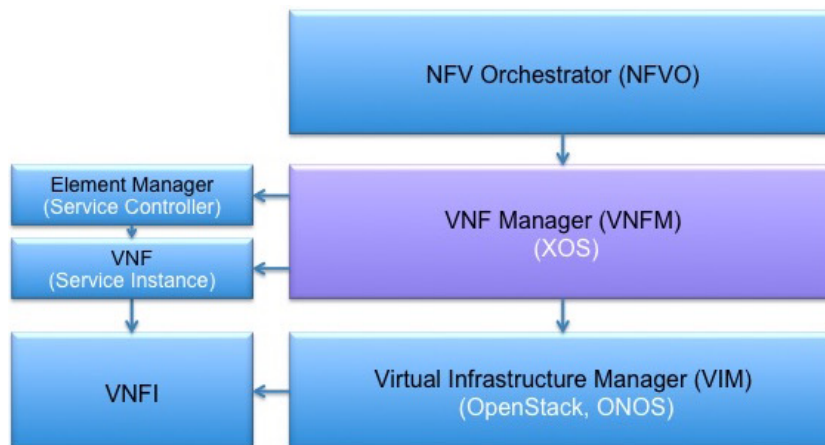 NFV Orchestrator (NFVO)
Element Manager
(Service Controller)
VNF Manager (VNFM)
(XOS)
VNF
(Service Instance)
VNFI
Virtual Infrastructure Manager (VIM)
(OpenStack, ONOS)